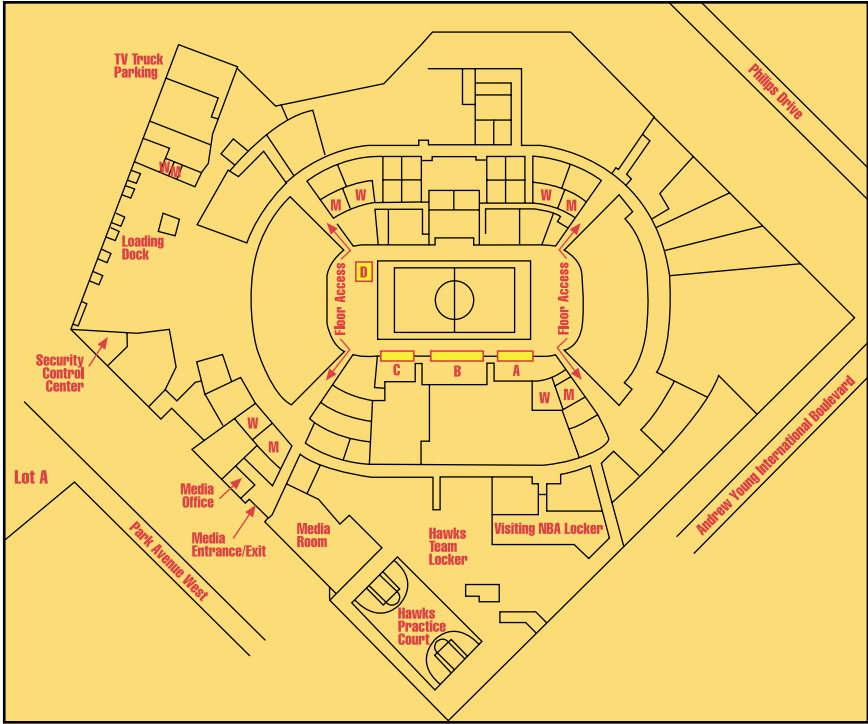 TV Truck
Parking
Philips Drive
W M
W
M
W
M
Loading
Dock
D
Floor Access
Floor Access
Security
Control
Center
C
B
A
W
M
W
M
Lot A
Media
Office
Media
Entrance/Exit
Media
Room
Hawks
Team
Locker
Visiting NBA Locker
Andrew Young International Boulevard
Park Avenue West
Hawks
Practice
Court